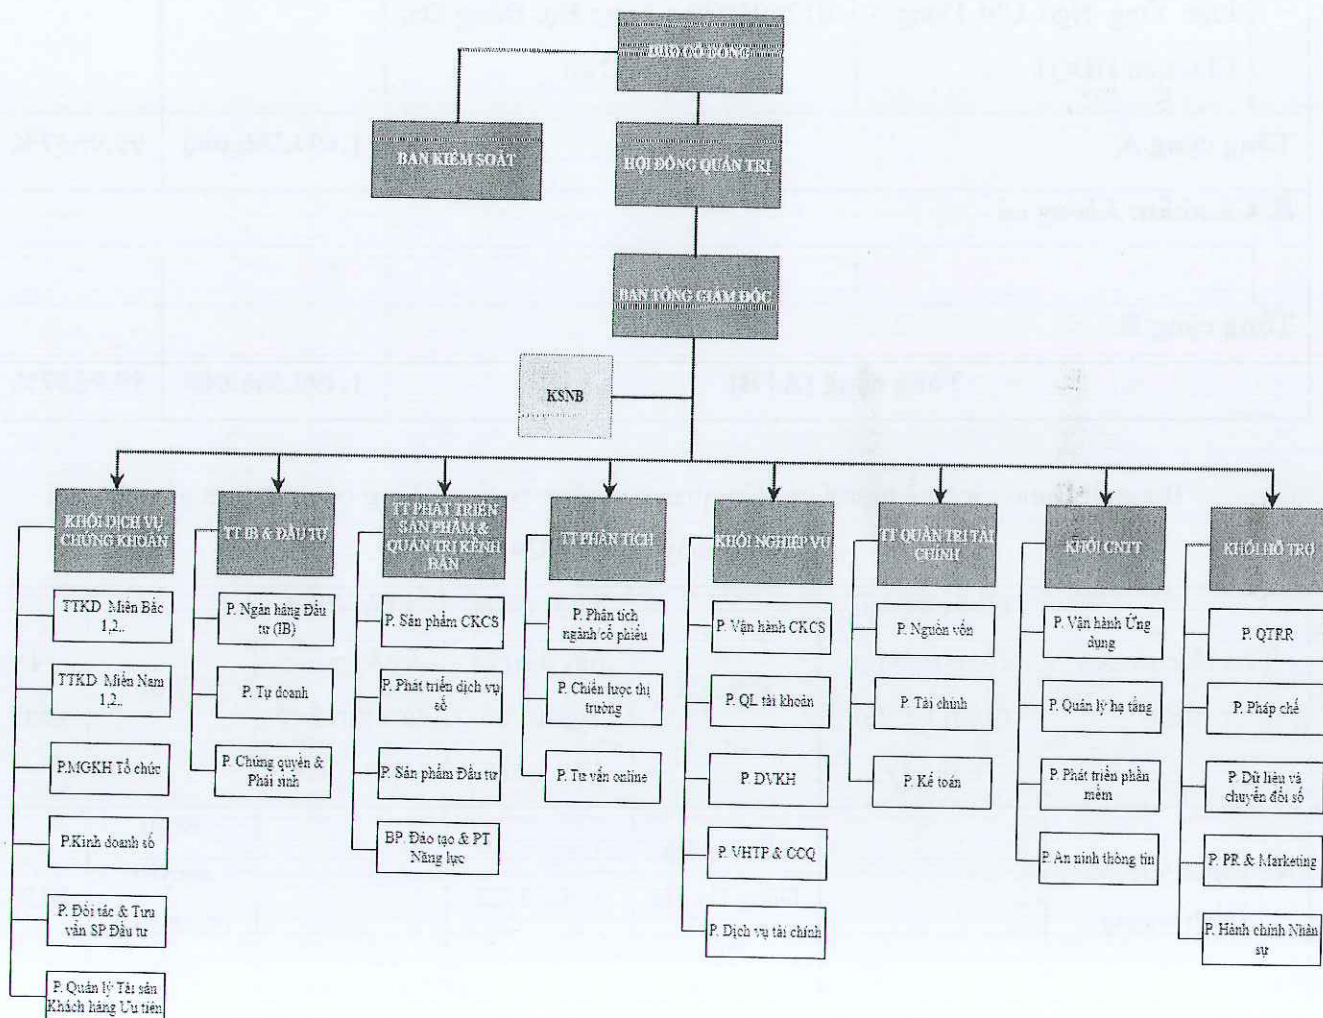 ĐHĐ CỔ ĐÔNG
BAN KIỂM SOÁT
HỘI ĐỒNG QUẢN TRỊ
BAN TỔNG GIÁM ĐỐC
KSNB
KHỐI DỊCH VỤ
CHỨNG KHOÁN
TTKD Miền Bắc
1,2..
TTKD Miền Nam
1,2..
P.MGKH Tổ chức
P.Kinh doanh số
P. Đối tác & Tưu
vấn SP Đầu tư
P. Quản lý Tài sản
Khách hàng Ưu tiên
TT IB & ĐẦU TƯ
P. Ngân hàng Đầu
tư (IB)
P. Tự doanh
P. Chứng quyền &
Phái sinh
TT PHÁT TRIỂN
SẢN PHẨM &
QUẢN TRỊ KÊNH
BÁN
P. Sản phẩm CKCS
P. Phát triển dịch vụ
số
P. Sản phẩm Đầu tư
BP. Đào tạo & PT
Năng lực
TT PHÂN TÍCH
P. Phân tích
ngành/cổ phiếu
P. Chiến lược thị
trường
P. Tư vấn online
KHỐI NGHIỆP VỤ
P. Vận hành CKCS
P. QL tài khoản
P. DVKH
P. VHTP & CCQ
P. Dịch vụ tài chính
TT QUẢN TRỊ TÀI
CHÍNH
P. Nguồn vốn
P. Tài chính
P. Kế toán
KHỐI CNTT
P. Vận hành Ứng
dụng
P. Quản lý hạ tầng
P. Phát triển phần
mềm
P. An ninh thông tin
KHỐI HỖ TRỢ
P. QTRR
P. Pháp chế
P. Dữ liệu và
chuyển đổi số
P. PR & Marketing
P. Hành chính Nhân
sự